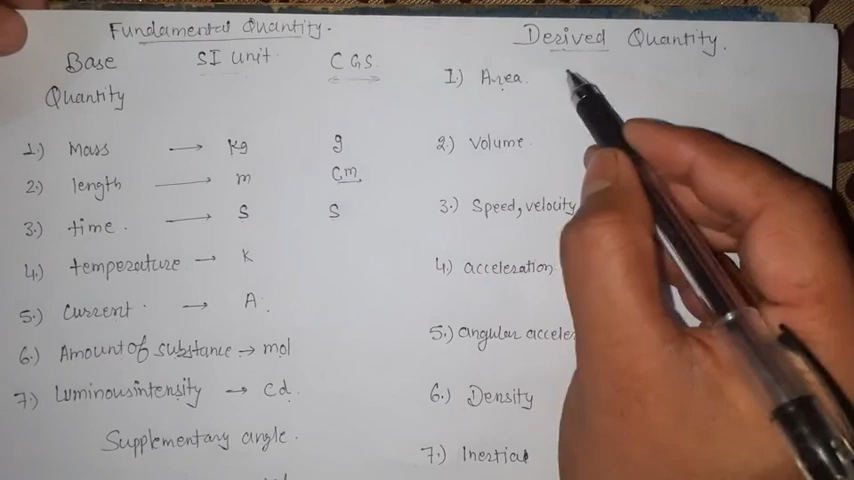 Fundamental Quantity.
Base Quantity SI Unit CGS
1.) Mass → Kg g
2.) length → m Cm
3.) time. → S S
4.) temperature → K
5.) Current. → A.
6.) Amount of substance → mol
7.) Luminousintensity → Cd.
Supplementary angle.
Derived Quantity.
1.) Area.
2.) Volume.
3.) Speed, velocity
4.) acceleration
5.) angular acceler
6.) Density
7.) Inertia